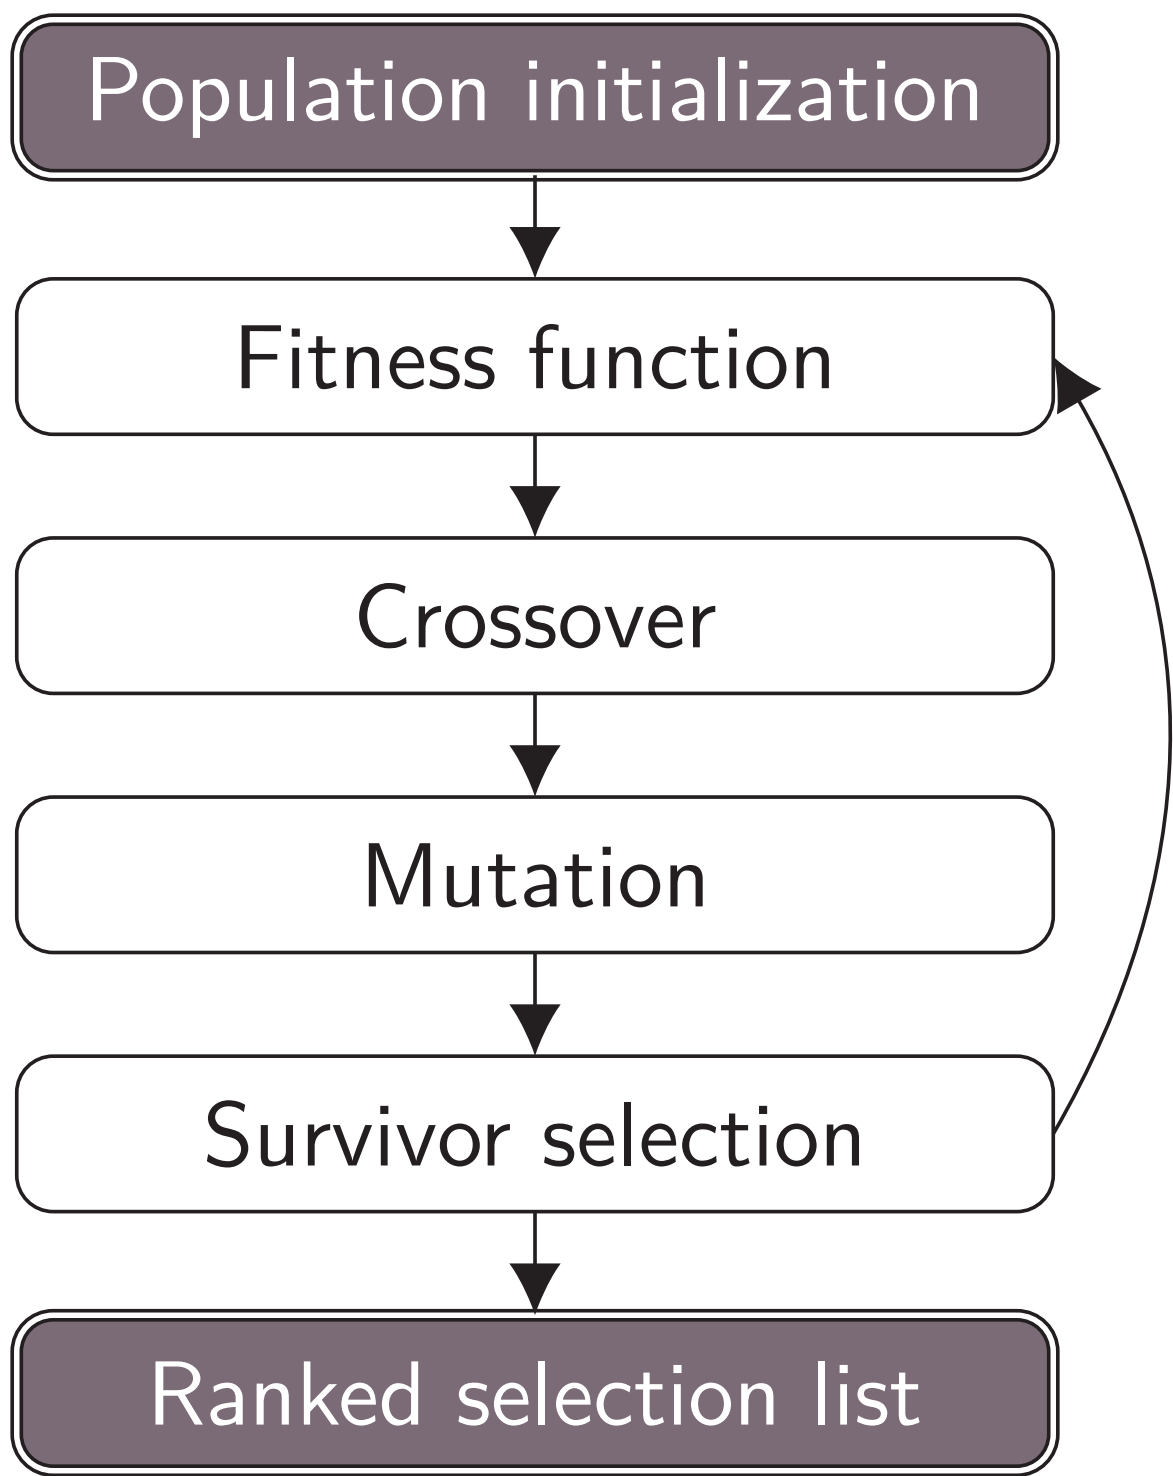 Population initialization
Fitness function
Crossover
Mutation
Survivor selection
Ranked selection list